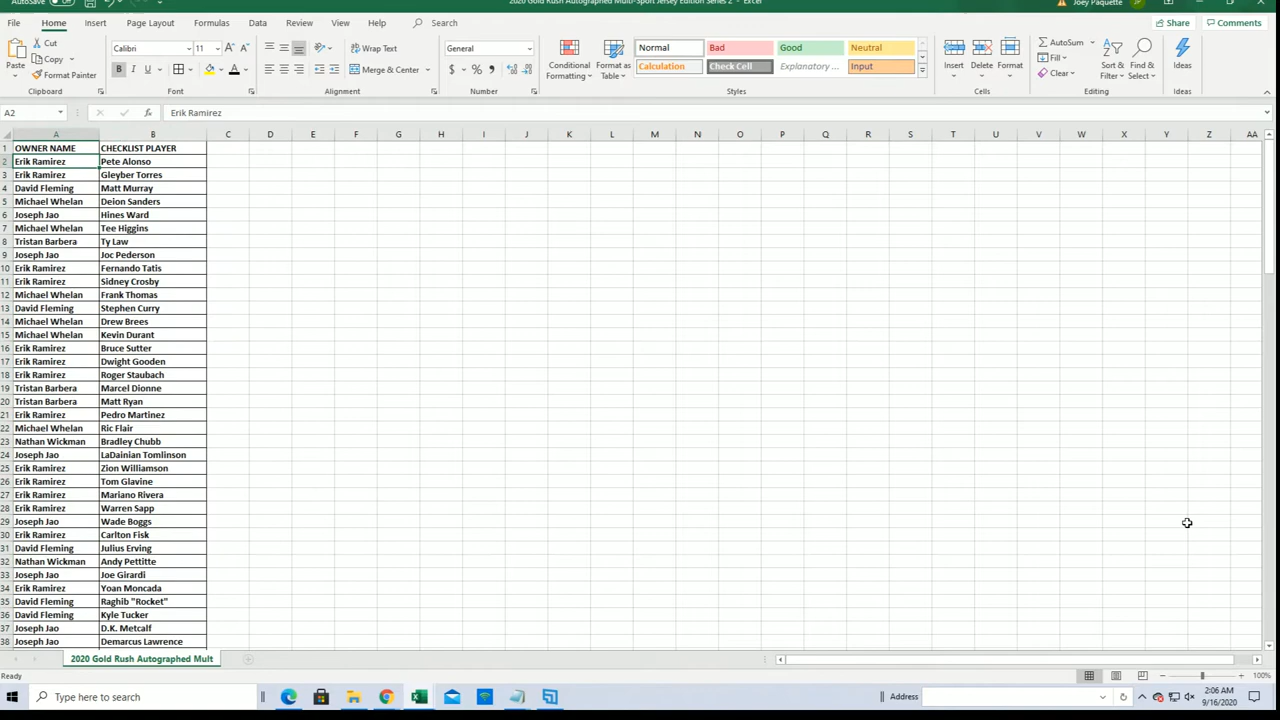 AutoSave Off 2020 Gold Rush Autographed Multi-Sport Jersey Edition Series 2 - Excel Joey Paquette JP
File Home Insert Page Layout Formulas Data Review View Help Search Share Comments
Paste Cut Copy Format Painter Clipboard
Calibri 11 A A B I U A Font
Wrap Text Merge & Center Alignment
General $ % , Number
Conditional Formatting Format as Table
Normal Bad Good Neutral
Calculation Check Cell Explanatory ... Input
Styles
Insert Delete Format Cells
AutoSum Fill Clear Sort & Filter Find & Select Editing
Ideas Ideas
A2 fx Erik Ramirez
A B C D E F G H I J K L M N O P Q R S T U V W X Y Z AA
1 OWNER NAME CHECKLIST PLAYER
2 Erik Ramirez Pete Alonso
3 Erik Ramirez Gleyber Torres
4 David Fleming Matt Murray
5 Michael Whelan Deion Sanders
6 Joseph Jao Hines Ward
7 Michael Whelan Tee Higgins
8 Tristan Barbera Ty Law
9 Joseph Jao Joc Pederson
10 Erik Ramirez Fernando Tatis
11 Erik Ramirez Sidney Crosby
12 Michael Whelan Frank Thomas
13 David Fleming Stephen Curry
14 Michael Whelan Drew Brees
15 Michael Whelan Kevin Durant
16 Erik Ramirez Bruce Sutter
17 Erik Ramirez Dwight Gooden
18 Erik Ramirez Roger Staubach
19 Tristan Barbera Marcel Dionne
20 Tristan Barbera Matt Ryan
21 Erik Ramirez Pedro Martinez
22 Michael Whelan Ric Flair
23 Nathan Wickman Bradley Chubb
24 Joseph Jao LaDainian Tomlinson
25 Erik Ramirez Zion Williamson
26 Erik Ramirez Tom Glavine
27 Erik Ramirez Mariano Rivera
28 Erik Ramirez Warren Sapp
29 Joseph Jao Wade Boggs
30 Erik Ramirez Carlton Fisk
31 David Fleming Julius Erving
32 Nathan Wickman Andy Pettitte
33 Joseph Jao Joe Girardi
34 Erik Ramirez Yoan Moncada
35 David Fleming Raghib "Rocket"
36 David Fleming Kyle Tucker
37 Joseph Jao D.K. Metcalf
38 Joseph Jao Demarcus Lawrence
2020 Gold Rush Autographed Mult
Ready 100%
Type here to search Address 2:06 AM
9/16/2020